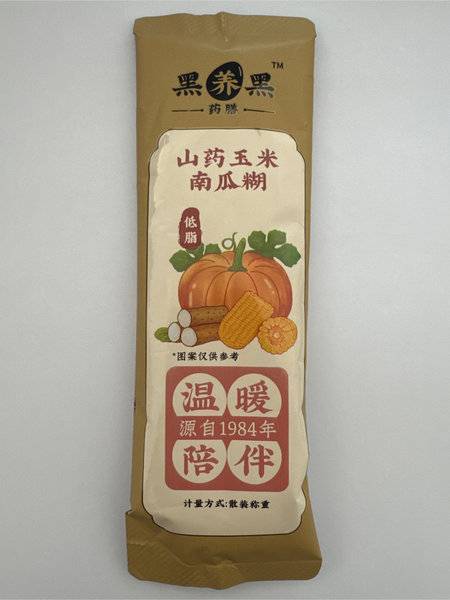 黑养黑™
药膳
山药玉米
南瓜糊
低脂
*图案仅供参考
温暖
源自1984年
陪伴
计量方式:散装称重